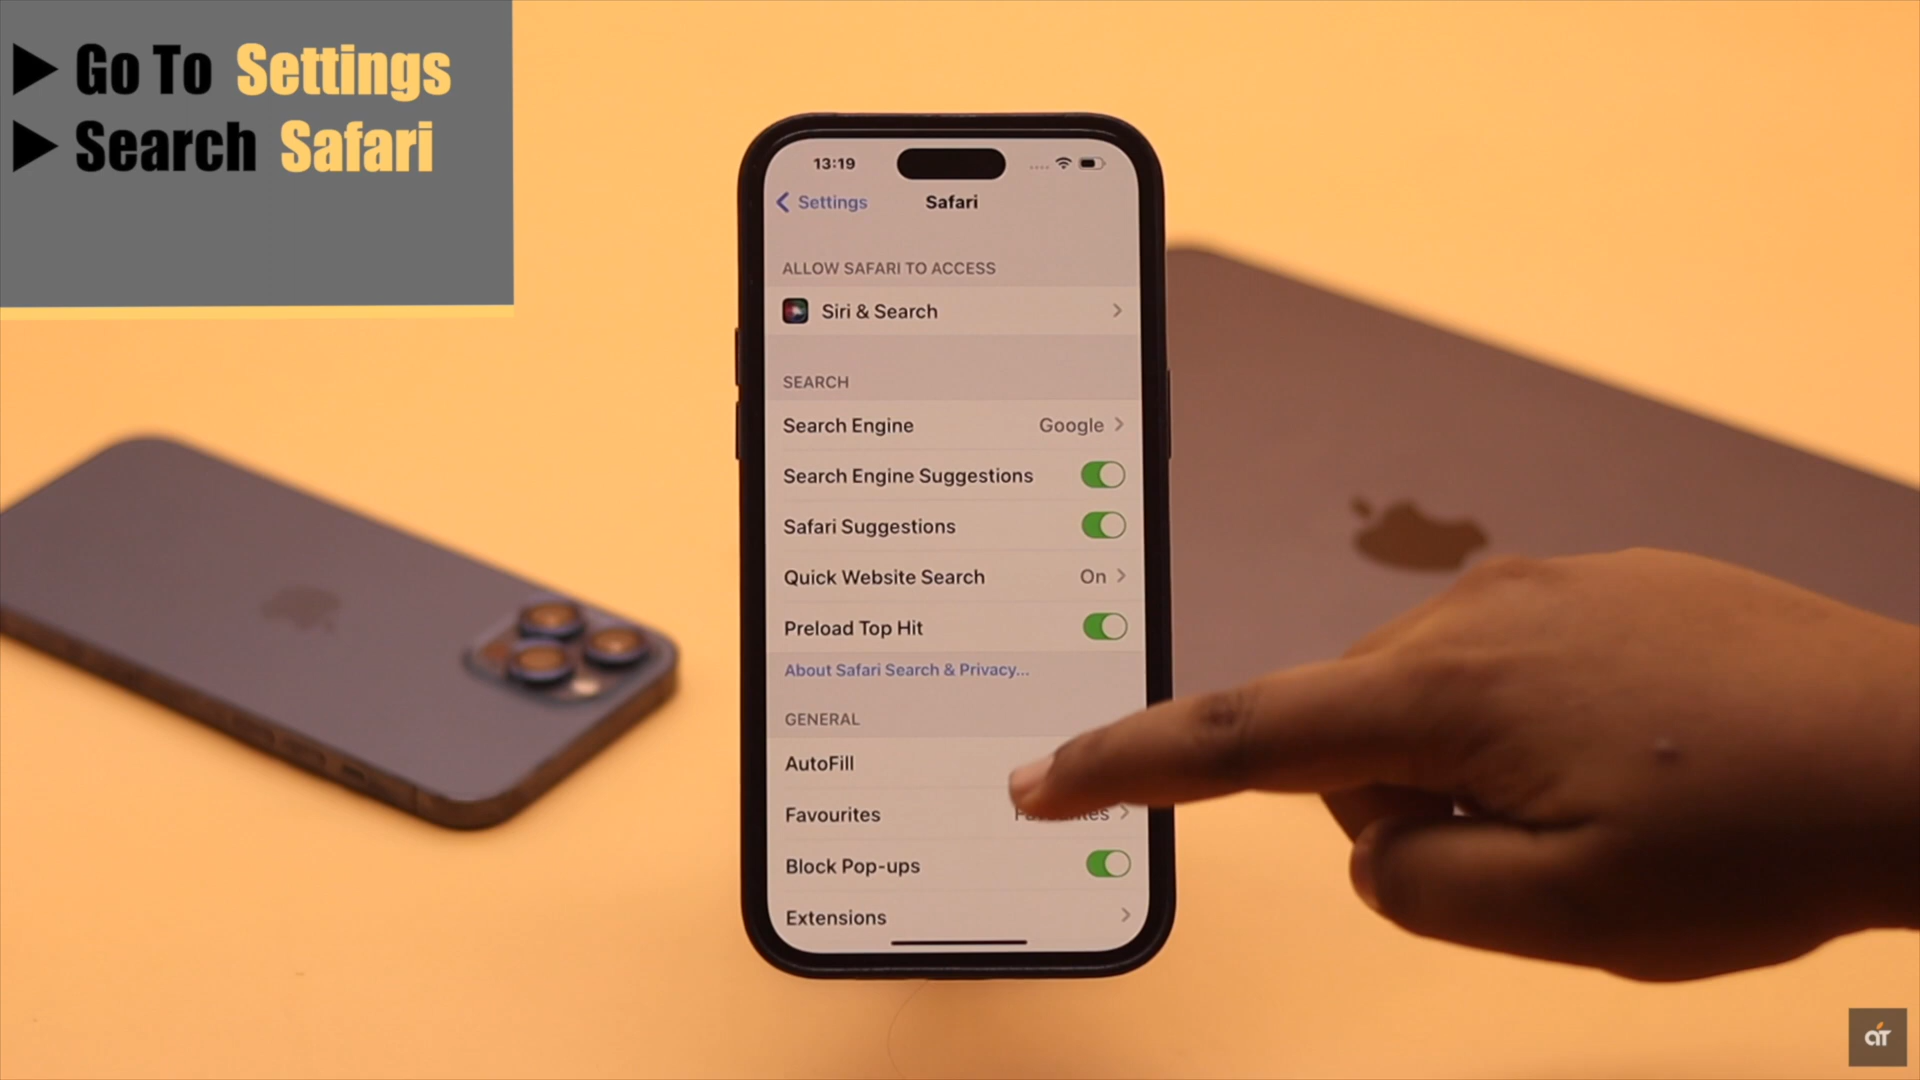 ▶ Go To Settings
▶ Search Safari
13:19
Settings
Safari
ALLOW SAFARI TO ACCESS
Siri & Search
SEARCH
Search Engine Google
Search Engine Suggestions
Safari Suggestions
Quick Website Search On
Preload Top Hit
About Safari Search & Privacy...
GENERAL
AutoFill
Favourites
Block Pop-ups
Extensions
aT